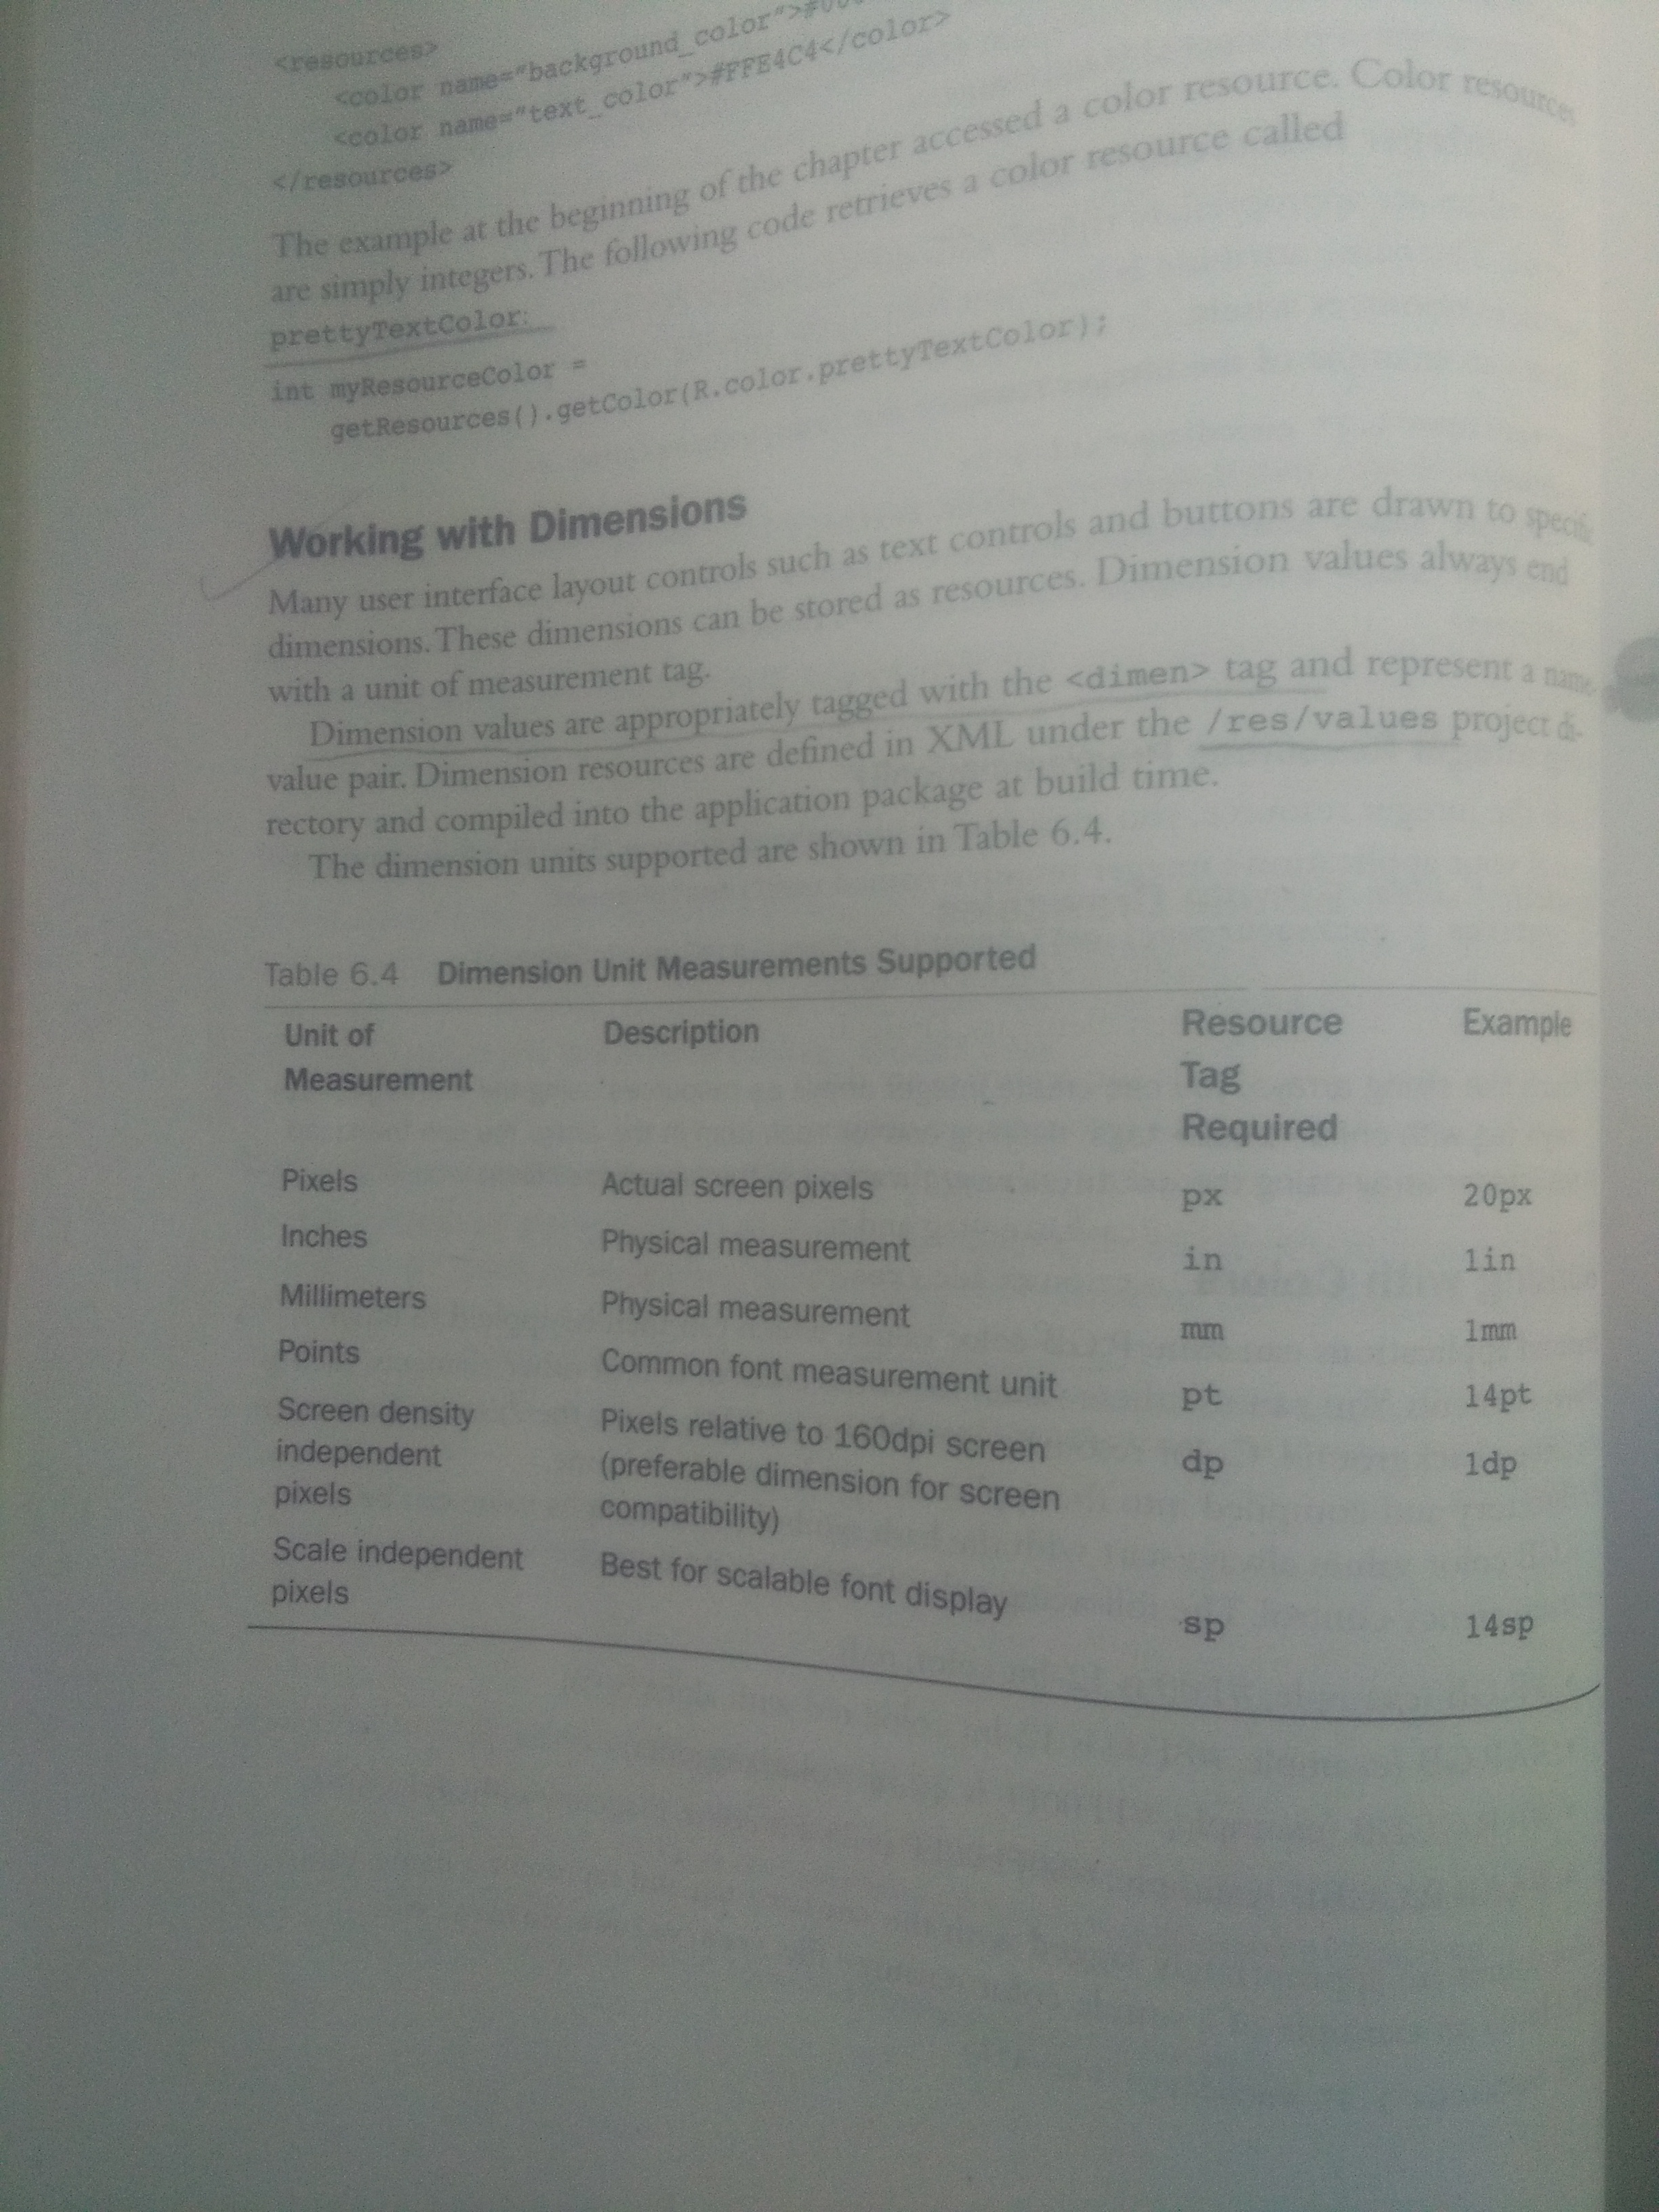 <resources>
<color name="background_color">
<color name="text_color">#FFE4C4</color>
</resources>
The example at the beginning of the chapter accessed a color resource. Color resources
are simply integers. The following code retrieves a color resource called
prettyTextColor:
int myResourceColor =
getResources().getColor(R.color.prettyTextColor);
Working with Dimensions
Many user interface layout controls such as text controls and buttons are drawn to specific
dimensions. These dimensions can be stored as resources. Dimension values always end
with a unit of measurement tag.
Dimension values are appropriately tagged with the <dimen> tag and represent a name
value pair. Dimension resources are defined in XML under the /res/values project di-
rectory and compiled into the application package at build time.
The dimension units supported are shown in Table 6.4.
Table 6.4 Dimension Unit Measurements Supported
Unit of Description Resource Example
Measurement Tag
Required
Pixels Actual screen pixels px 20px
Inches Physical measurement in 1in
Millimeters Physical measurement mm 1mm
Points Common font measurement unit pt 14pt
Screen density Pixels relative to 160dpi screen dp 1dp
independent (preferable dimension for screen
pixels compatibility)
Scale independent Best for scalable font display sp 14sp
pixels